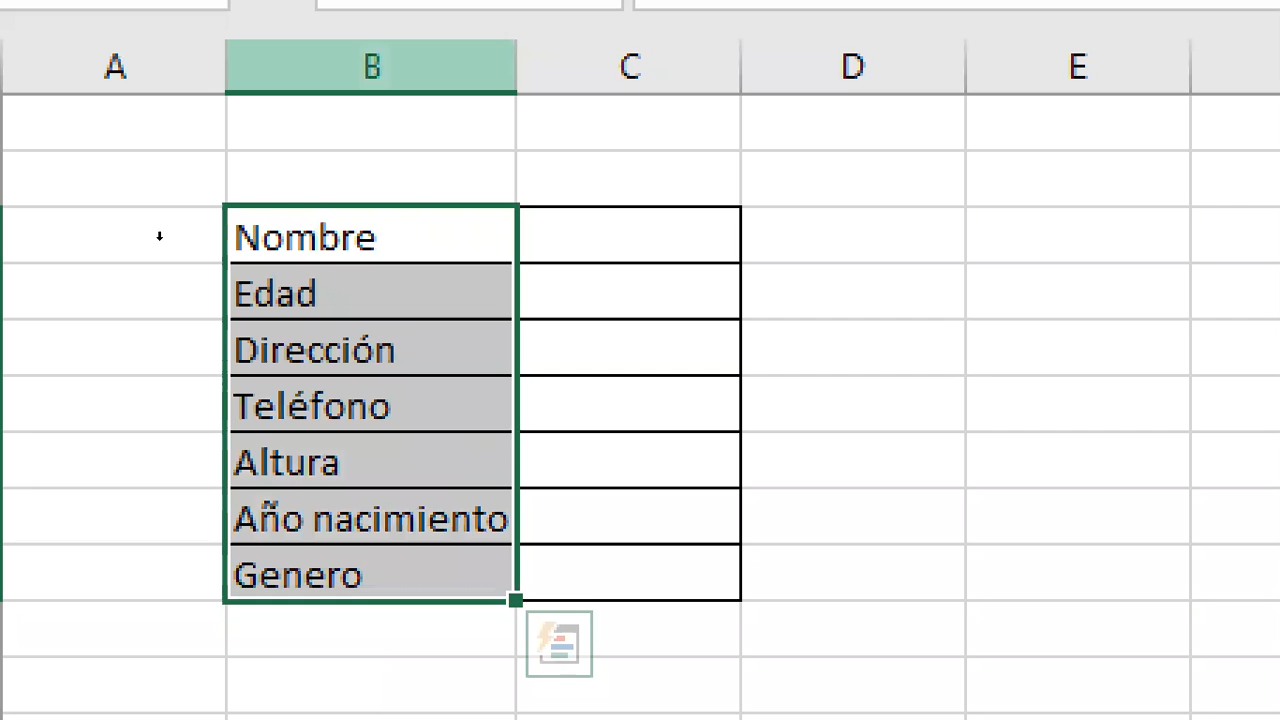 A B C D E
Nombre
Edad
Dirección
Teléfono
Altura
Año nacimiento
Genero